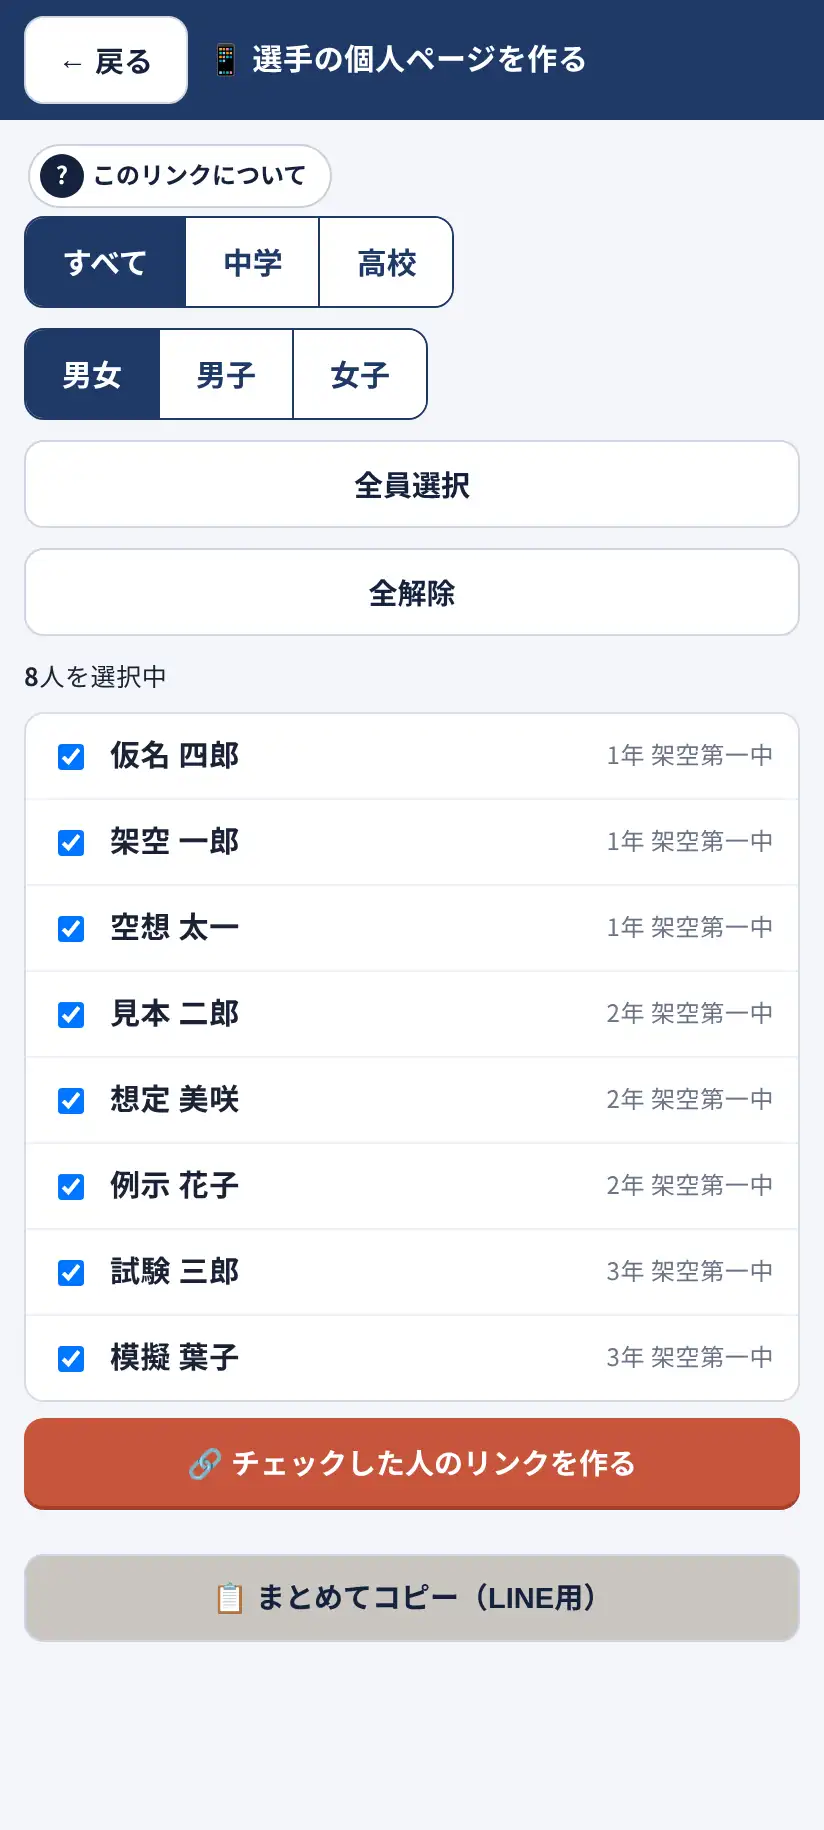 ← 戻る 📱 選手の個人ページを作る
? このリンクについて
すべて 中学 高校
男女 男子 女子
全員選択
全解除
8人を選択中
仮名 四郎 1年 架空第一中
架空 一郎 1年 架空第一中
空想 太一 1年 架空第一中
見本 二郎 2年 架空第一中
想定 美咲 2年 架空第一中
例示 花子 2年 架空第一中
試験 三郎 3年 架空第一中
模擬 葉子 3年 架空第一中
🔗 チェックした人のリンクを作る
📋 まとめてコピー（LINE用）